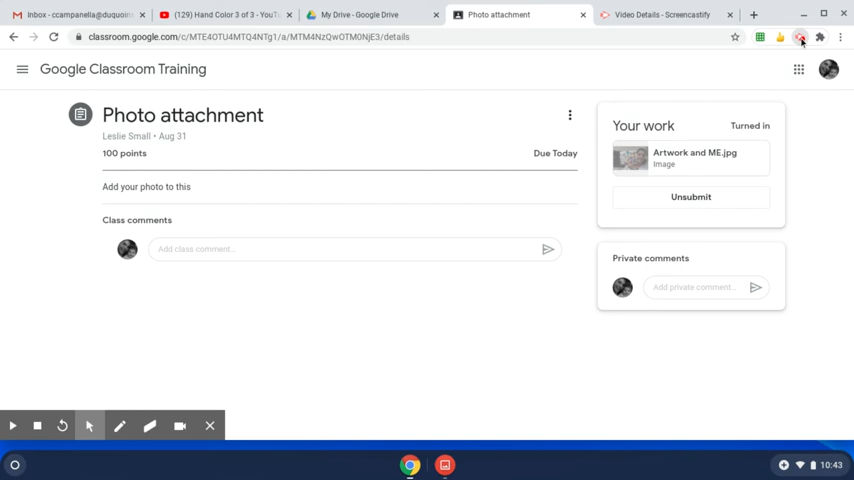 Inbox - ccampanella@duquoin
(129) Hand Color 3 of 3 - YouTu
My Drive - Google Drive
Photo attachment
Video Details - Screencastify
classroom.google.com/c/MTE4OTU4MTQ4NTg1/a/MTM4NzQwOTM0NjE3/details
Google Classroom Training
Photo attachment
Leslie Small • Aug 31
100 points
Due Today
Add your photo to this
Class comments
Add class comment...
Your work
Turned in
Artwork and ME.jpg
Image
Unsubmit
Private comments
Add private comment...
10:43